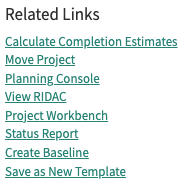 Related Links
Calculate Completion Estimates
Move Project
Planning Console
View RIDAC
Project Workbench
Status Report
Create Baseline
Save as New Template